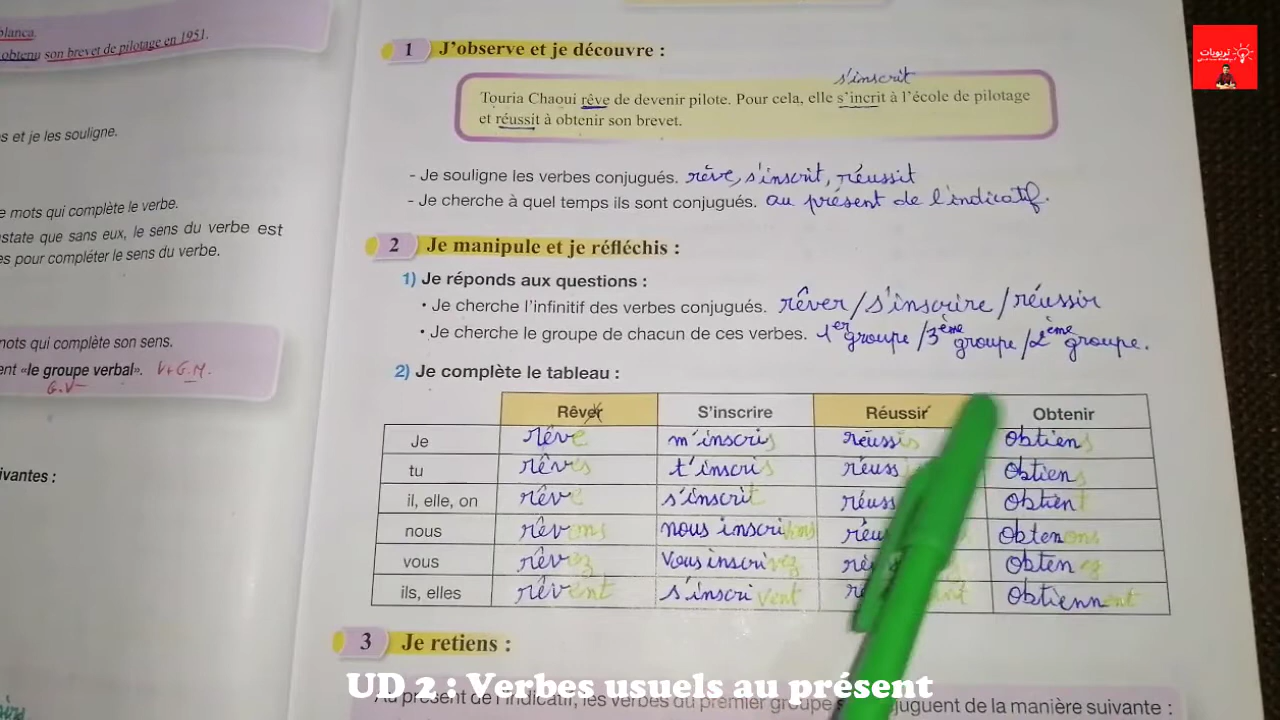 blanca.
obtenu son brevet de pilotage en 1951.
s et je les souligne.
e mots qui complète le verbe.
state que sans eux, le sens du verbe est
es pour compléter le sens du verbe.
mots qui complète son sens.
ent «le groupe verbal». V+G.N.
G.V
ivantes :
تربويات
1 J'observe et je découvre :
s'inscrit
Touria Chaoui rêve de devenir pilote. Pour cela, elle s'incrit à l'école de pilotage
et réussit à obtenir son brevet.
- Je souligne les verbes conjugués. rêve, s'inscrit, réussit
- Je cherche à quel temps ils sont conjugués. au présent de l'indicatif.
2 Je manipule et je réfléchis :
1) Je réponds aux questions :
• Je cherche l'infinitif des verbes conjugués. rêver / s'inscrire / réussir
• Je cherche le groupe de chacun de ces verbes. 1er groupe / 3ème groupe / 2ème groupe.
2) Je complète le tableau :
Rêver S'inscrire Réussir Obtenir
Je rêve m'inscris réussis obtiens
tu rêves t'inscris réuss obtiens
il, elle, on rêve s'inscrit réuss obtient
nous rêvons nous inscrivons réus obtenons
vous rêvez vous inscrivez ré obtenez
ils, elles rêvent s'inscrivent ré nt obtiennent
3 Je retiens :
Au présent de l'indicatif, les verbes du premier groupe se conjuguent de la manière suivante :
UD 2 : Verbes usuels au présent